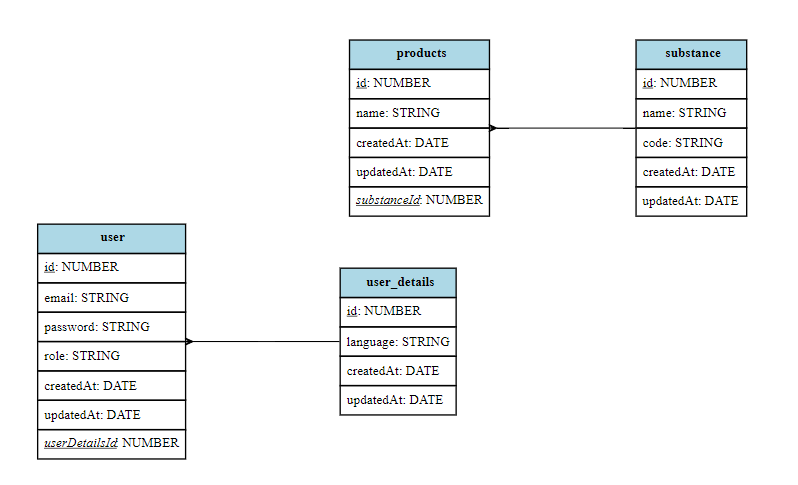 products
id: NUMBER
name: STRING
createdAt: DATE
updatedAt: DATE
substanceId: NUMBER
substance
id: NUMBER
name: STRING
code: STRING
createdAt: DATE
updatedAt: DATE
user
id: NUMBER
email: STRING
password: STRING
role: STRING
createdAt: DATE
updatedAt: DATE
userDetailsId: NUMBER
user_details
id: NUMBER
language: STRING
createdAt: DATE
updatedAt: DATE